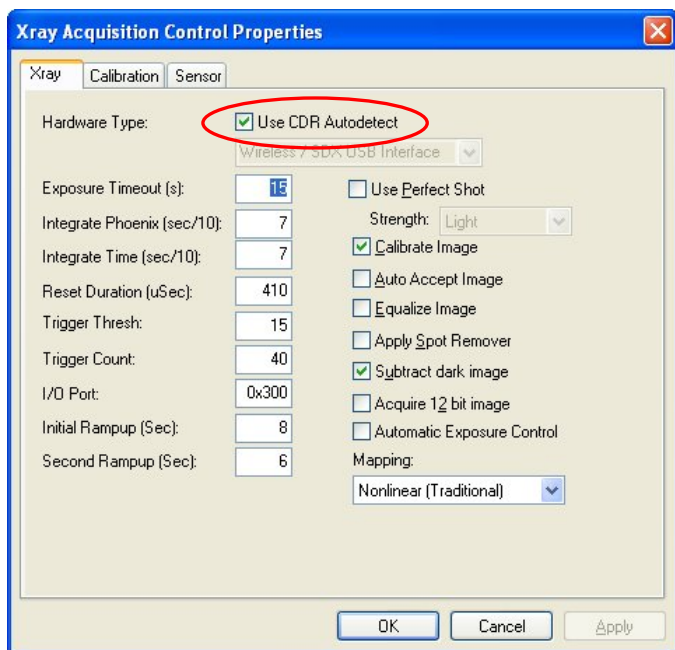 Xray Acquisition Control Properties
Xray Calibration Sensor
Hardware Type: Use CDR Autodetect
Wireless / SDX USB Interface
Exposure Timeout (s): 15 Use Perfect Shot
Integrate Phoenix (sec/10): 7 Strength: Light
Integrate Time (sec/10): 7 Calibrate Image
Reset Duration (uSec): 410 Auto Accept Image
Equalize Image
Trigger Thresh: 15 Apply Spot Remover
Trigger Count: 40 Subtract dark image
I/O Port: 0x300 Acquire 12 bit image
Initial Rampup (Sec): 8 Automatic Exposure Control
Second Rampup (Sec): 6 Mapping:
Nonlinear (Traditional)
OK Cancel Apply